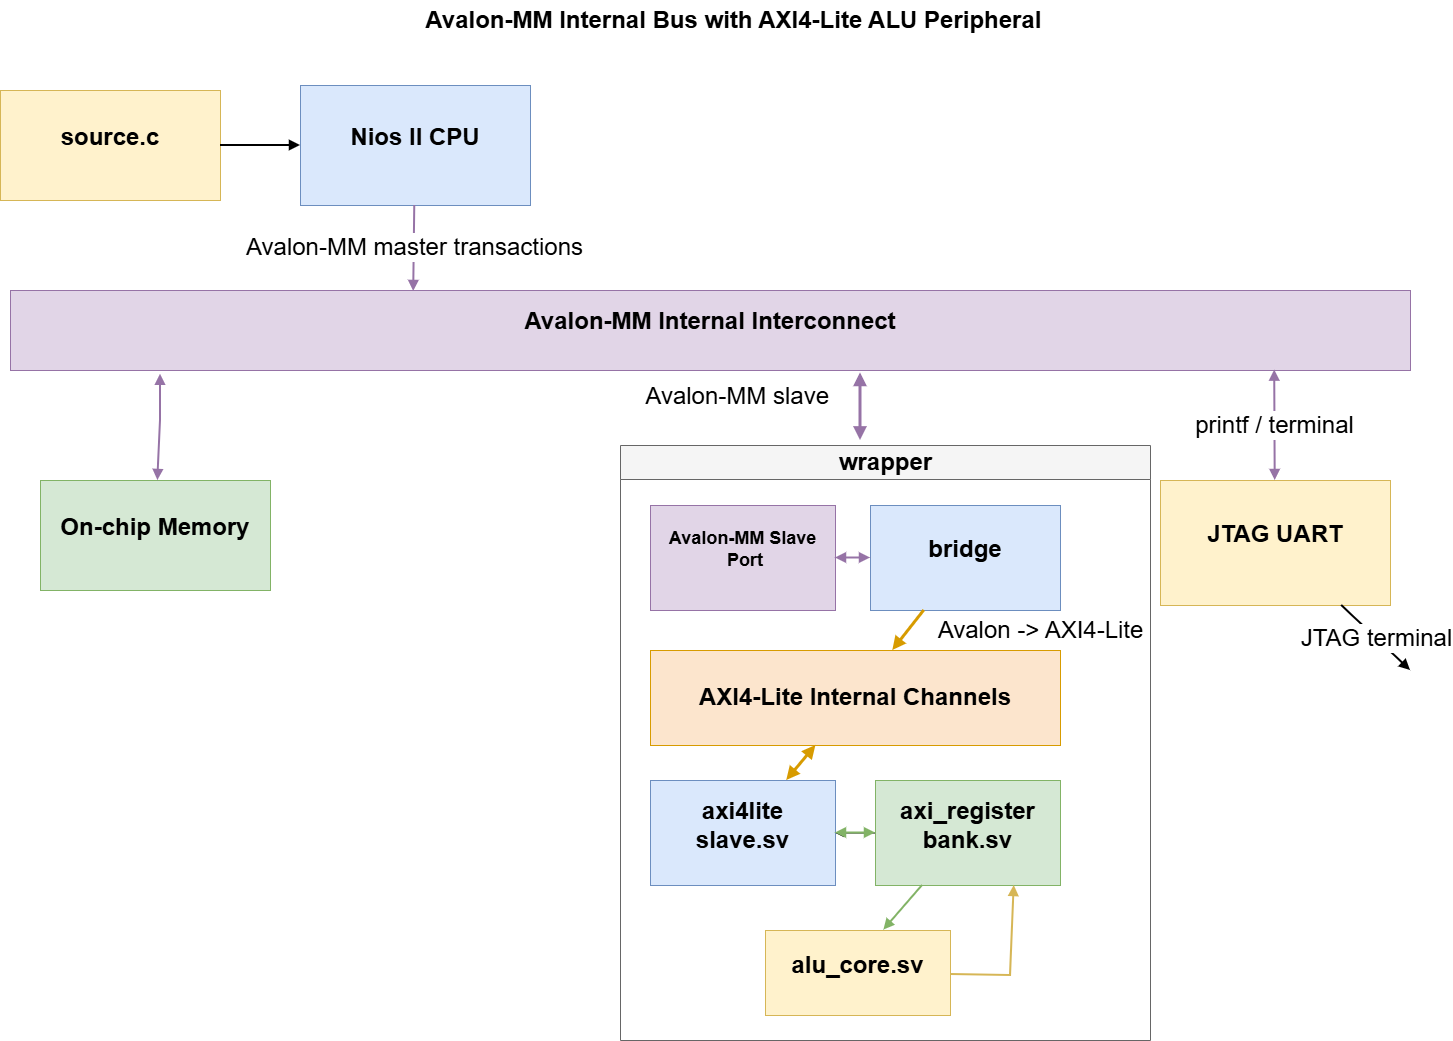 Avalon-MM Internal Bus with AXI4-Lite ALU Peripheral
source.c
Nios II CPU
Avalon-MM master transactions
Avalon-MM Internal Interconnect
Avalon-MM slave
printf / terminal
wrapper
On-chip Memory
Avalon-MM Slave
Port
bridge
JTAG UART
Avalon -> AXI4-Lite
JTAG terminal
AXI4-Lite Internal Channels
axi4lite
slave.sv
axi_register
bank.sv
alu_core.sv